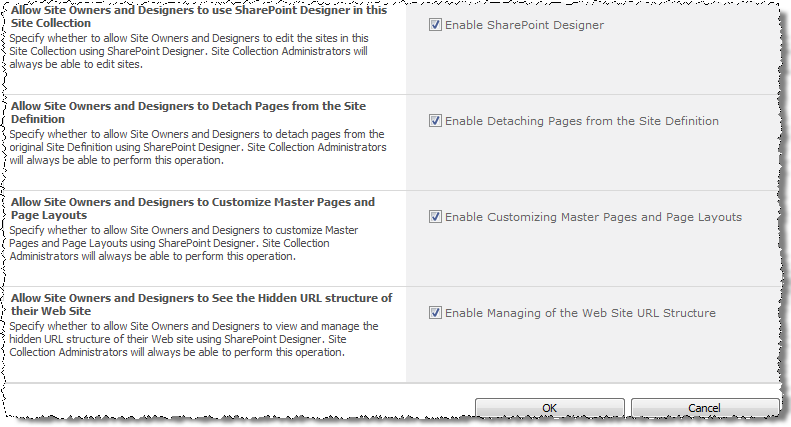 Allow Site Owners and Designers to use SharePoint Designer in this
Site Collection
Specify whether to allow Site Owners and Designers to edit the sites in this
Site Collection using SharePoint Designer. Site Collection Administrators will
always be able to edit sites.
Enable SharePoint Designer
Allow Site Owners and Designers to Detach Pages from the Site
Definition
Specify whether to allow Site Owners and Designers to detach pages from the
original Site Definition using SharePoint Designer. Site Collection Administrators
will always be able to perform this operation.
Enable Detaching Pages from the Site Definition
Allow Site Owners and Designers to Customize Master Pages and
Page Layouts
Specify whether to allow Site Owners and Designers to customize Master
Pages and Page Layouts using SharePoint Designer. Site Collection
Administrators will always be able to perform this operation.
Enable Customizing Master Pages and Page Layouts
Allow Site Owners and Designers to See the Hidden URL structure of
their Web Site
Specify whether to allow Site Owners and Designers to view and manage the
hidden URL structure of their Web site using SharePoint Designer. Site
Collection Administrators will always be able to perform this operation.
Enable Managing of the Web Site URL Structure
OK
Cancel